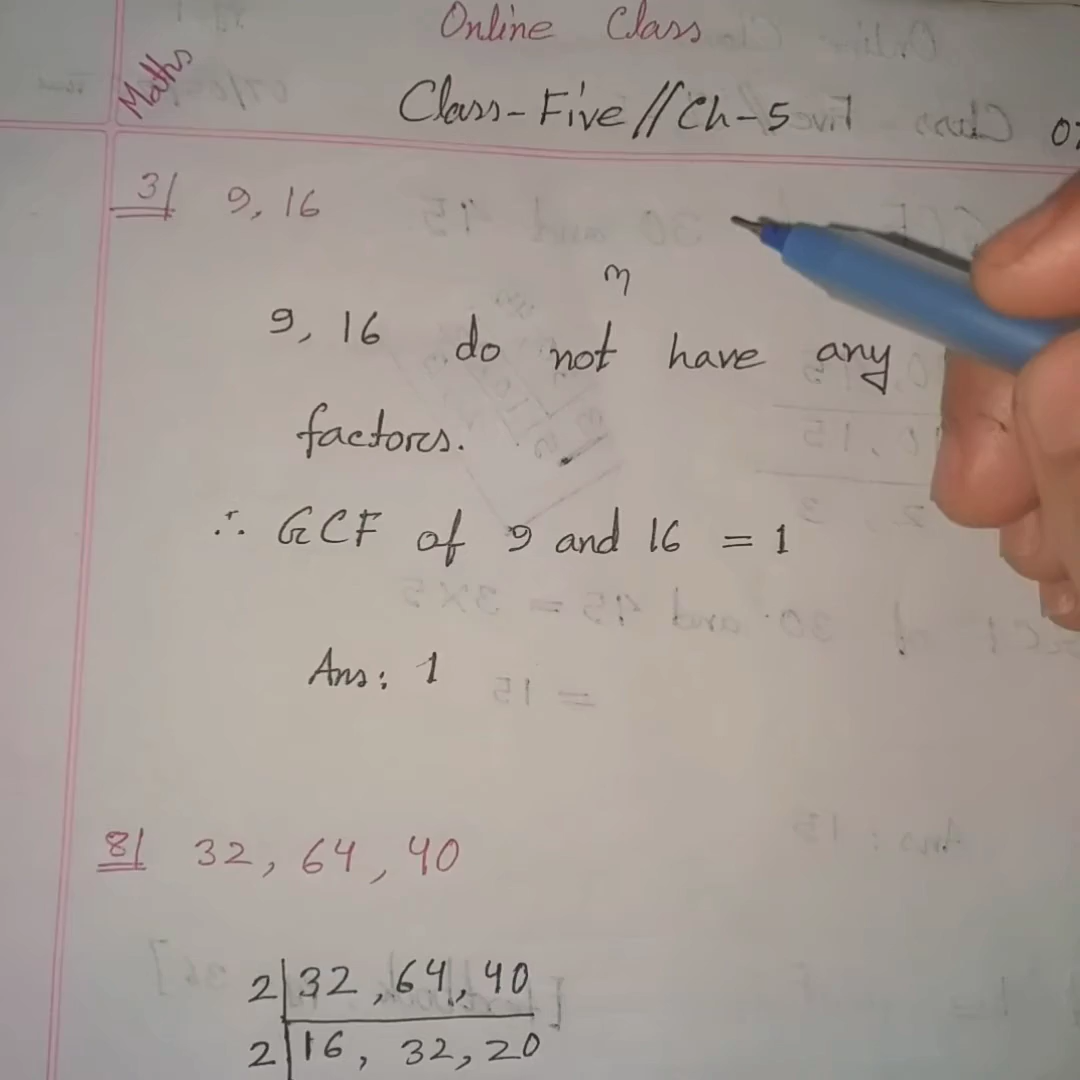 Online Class
Maths
Class-Five//Ch-5
3/ 9, 16
9, 16 do not have any
factors.
∴ GCF of 9 and 16 = 1
Ans: 1
8/ 32, 64, 40
2 32, 64, 40
2 16, 32, 20